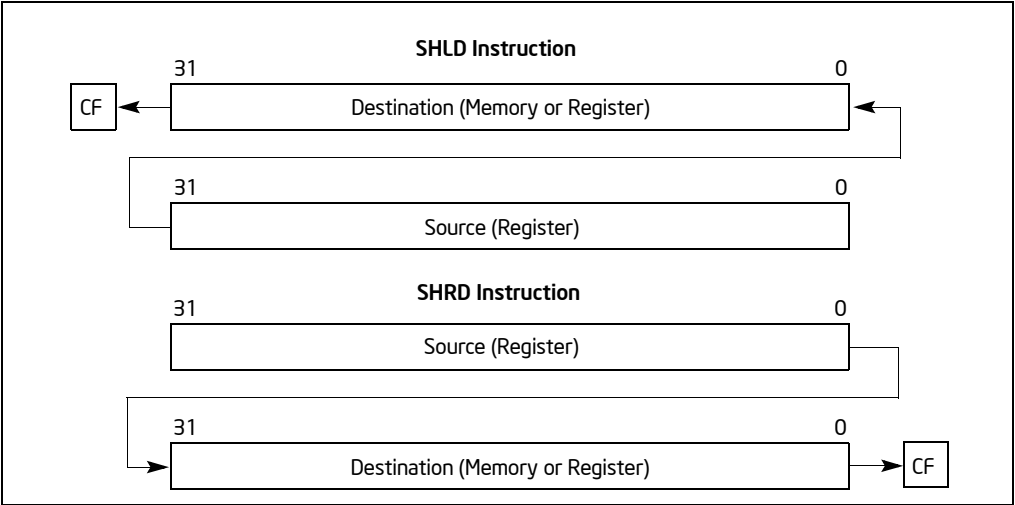 SHLD Instruction
31 0
CF Destination (Memory or Register)
31 0
Source (Register)
SHRD Instruction
31 0
Source (Register)
31 0
Destination (Memory or Register) CF